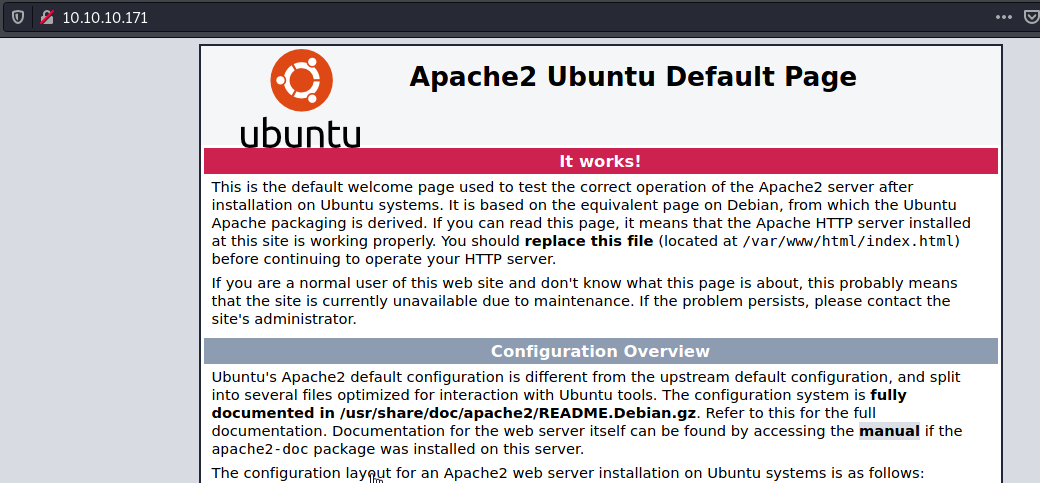 10.10.10.171
Apache2 Ubuntu Default Page
ubuntu
It works!
This is the default welcome page used to test the correct operation of the Apache2 server after
installation on Ubuntu systems. It is based on the equivalent page on Debian, from which the Ubuntu
Apache packaging is derived. If you can read this page, it means that the Apache HTTP server installed
at this site is working properly. You should replace this file (located at /var/www/html/index.html)
before continuing to operate your HTTP server.
If you are a normal user of this web site and don't know what this page is about, this probably means
that the site is currently unavailable due to maintenance. If the problem persists, please contact the
site's administrator.
Configuration Overview
Ubuntu's Apache2 default configuration is different from the upstream default configuration, and split
into several files optimized for interaction with Ubuntu tools. The configuration system is fully
documented in /usr/share/doc/apache2/README.Debian.gz. Refer to this for the full
documentation. Documentation for the web server itself can be found by accessing the manual if the
apache2-doc package was installed on this server.
The configuration layout for an Apache2 web server installation on Ubuntu systems is as follows: